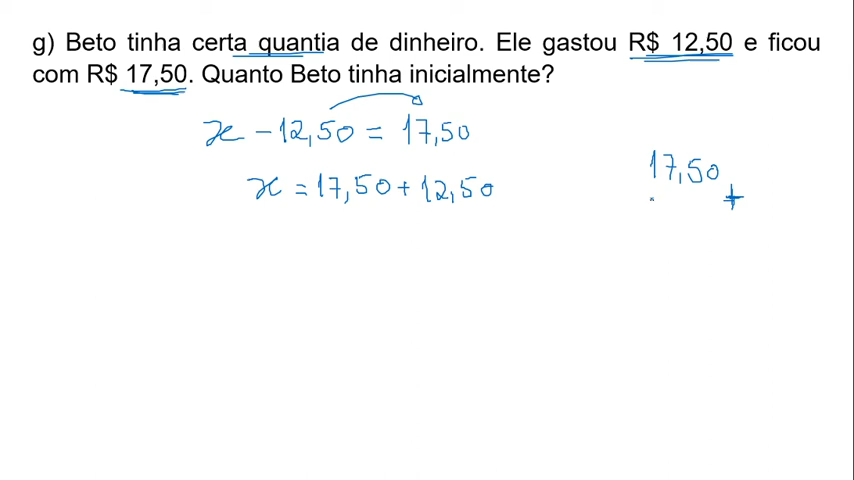 g) Beto tinha certa quantia de dinheiro. Ele gastou R$ 12,50 e ficou
com R$ 17,50. Quanto Beto tinha inicialmente?
x - 12,50 = 17,50
x = 17,50 + 12,50
17,50
+